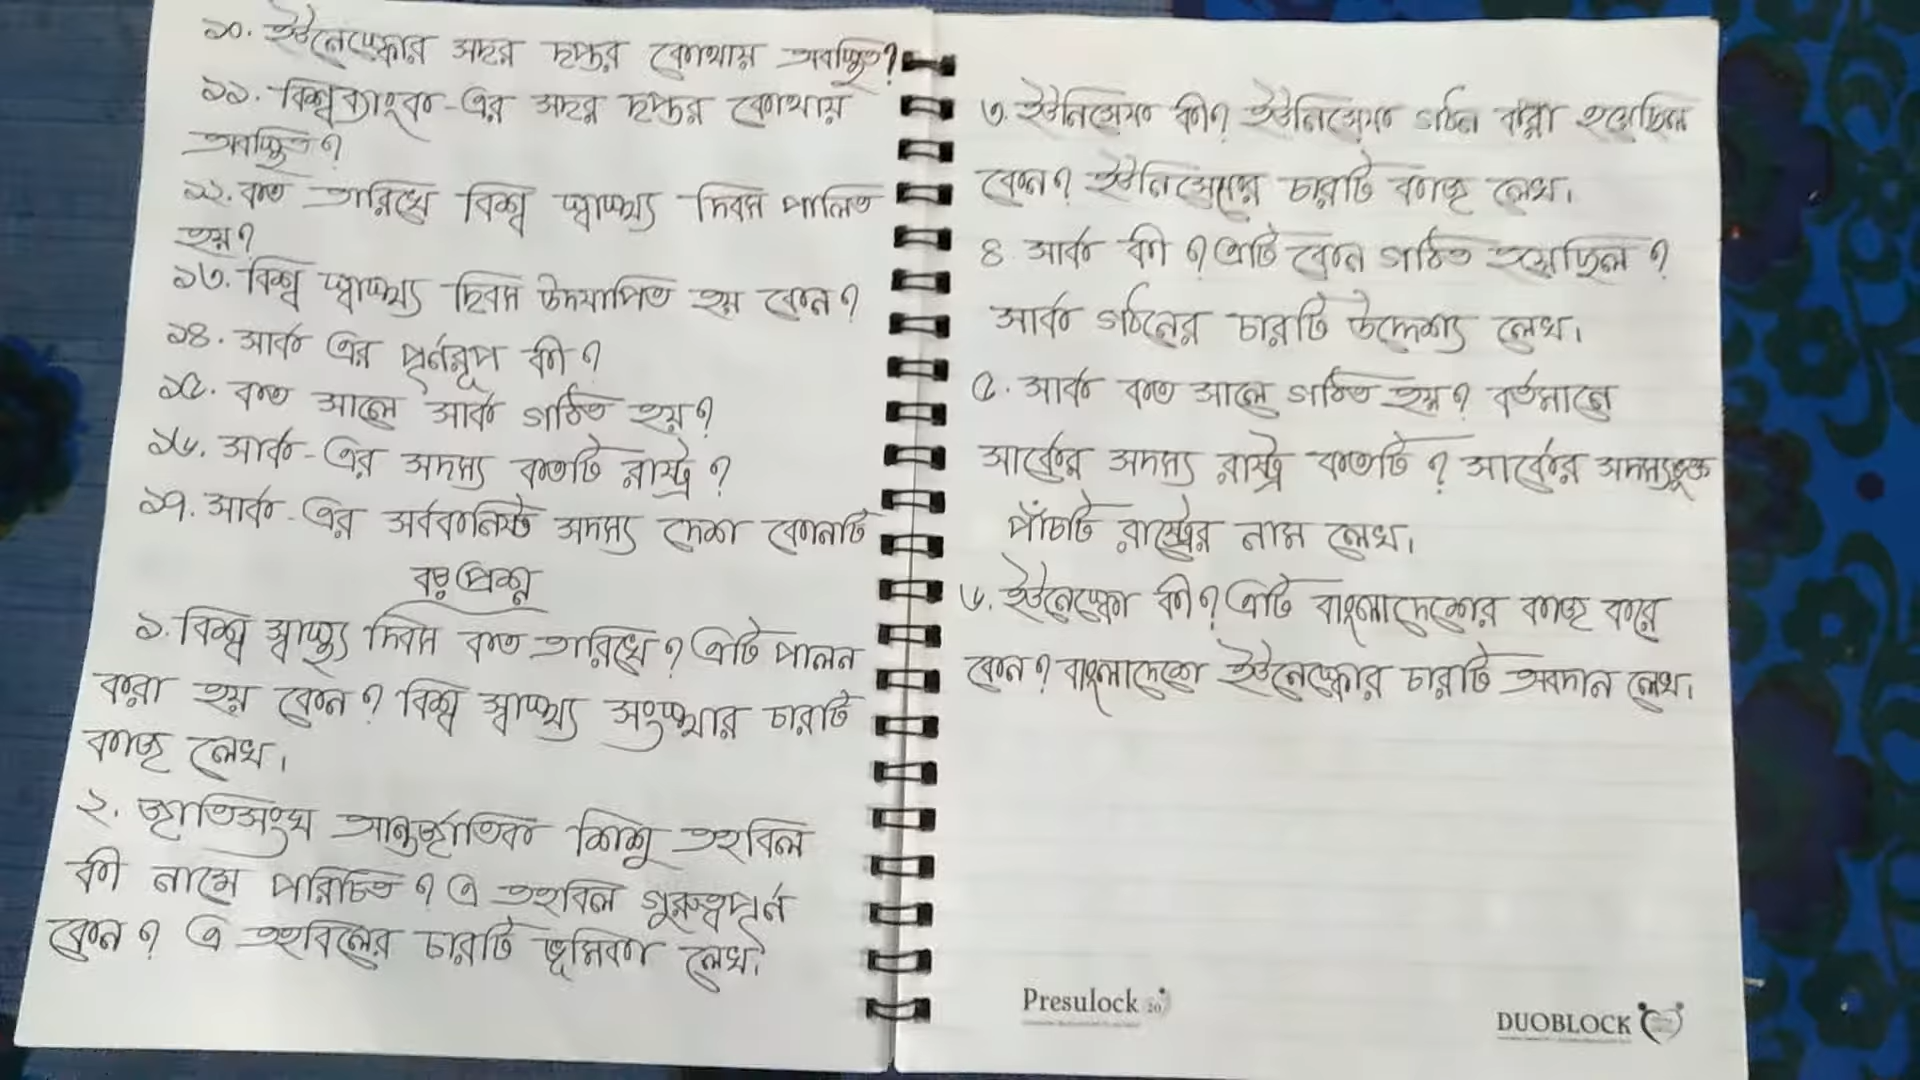 ১০. ইউনেস্কোর সদর দপ্তর কোথায় অবস্থিত?
১১. বিশ্বব্যাংক-এর সদর দপ্তর কোথায়
অবস্থিত?
১২. কত তারিখে বিশ্ব স্বাস্থ্য দিবস পালিত
হয়?
১৩. বিশ্ব স্বাস্থ্য দিবস উদযাপিত হয় কেন?
১৪. সার্ক এর পূর্নরূপ কী?
১৫. কত সালে সার্ক গঠিত হয়?
১৬. সার্ক-এর সদস্য কতটি রাস্ট্র?
১৭. সার্ক-এর সর্বকনিষ্ট সদস্য দেশ কোনটি
বড় প্রশ্ন
১. বিশ্ব স্বাস্থ্য দিবস কত তারিখে? এটি পালন
করা হয় কেন? বিশ্ব স্বাস্থ্য সংস্থার চারটি
কাজ লেখ।
২. জাতিসংঘ আন্তর্জাতিক শিশু তহবিল
কী নামে পরিচিত? এ তহবিল গুরুত্বপূর্ন
কেন? এ তহবিলের চারটি ভূমিকা লেখ।
৩. ইউনিসেফ কী? ইউনিসেফ গঠন করা হয়েছিল
কেন? ইউনিসেফের চারটি কাজ লেখ।
৪. সার্ক কী? এটি কেন গঠিত হয়েছিল?
সার্ক গঠনের চারটি উদ্দেশ্য লেখ।
৫. সার্ক কত সালে গঠিত হয়? বর্তমানে
সার্কের সদস্য রাস্ট্র কতটি? সার্কের সদস্যভূক্ত
পাঁচটি রাস্ট্রের নাম লেখ।
৬. ইউনেস্কো কী? এটি বাংলাদেশের কাজ করে
কেন? বাংলাদেশে ইউনেস্কোর চারটি অবদান লেখ।
Presulock 20
DUOBLOCK